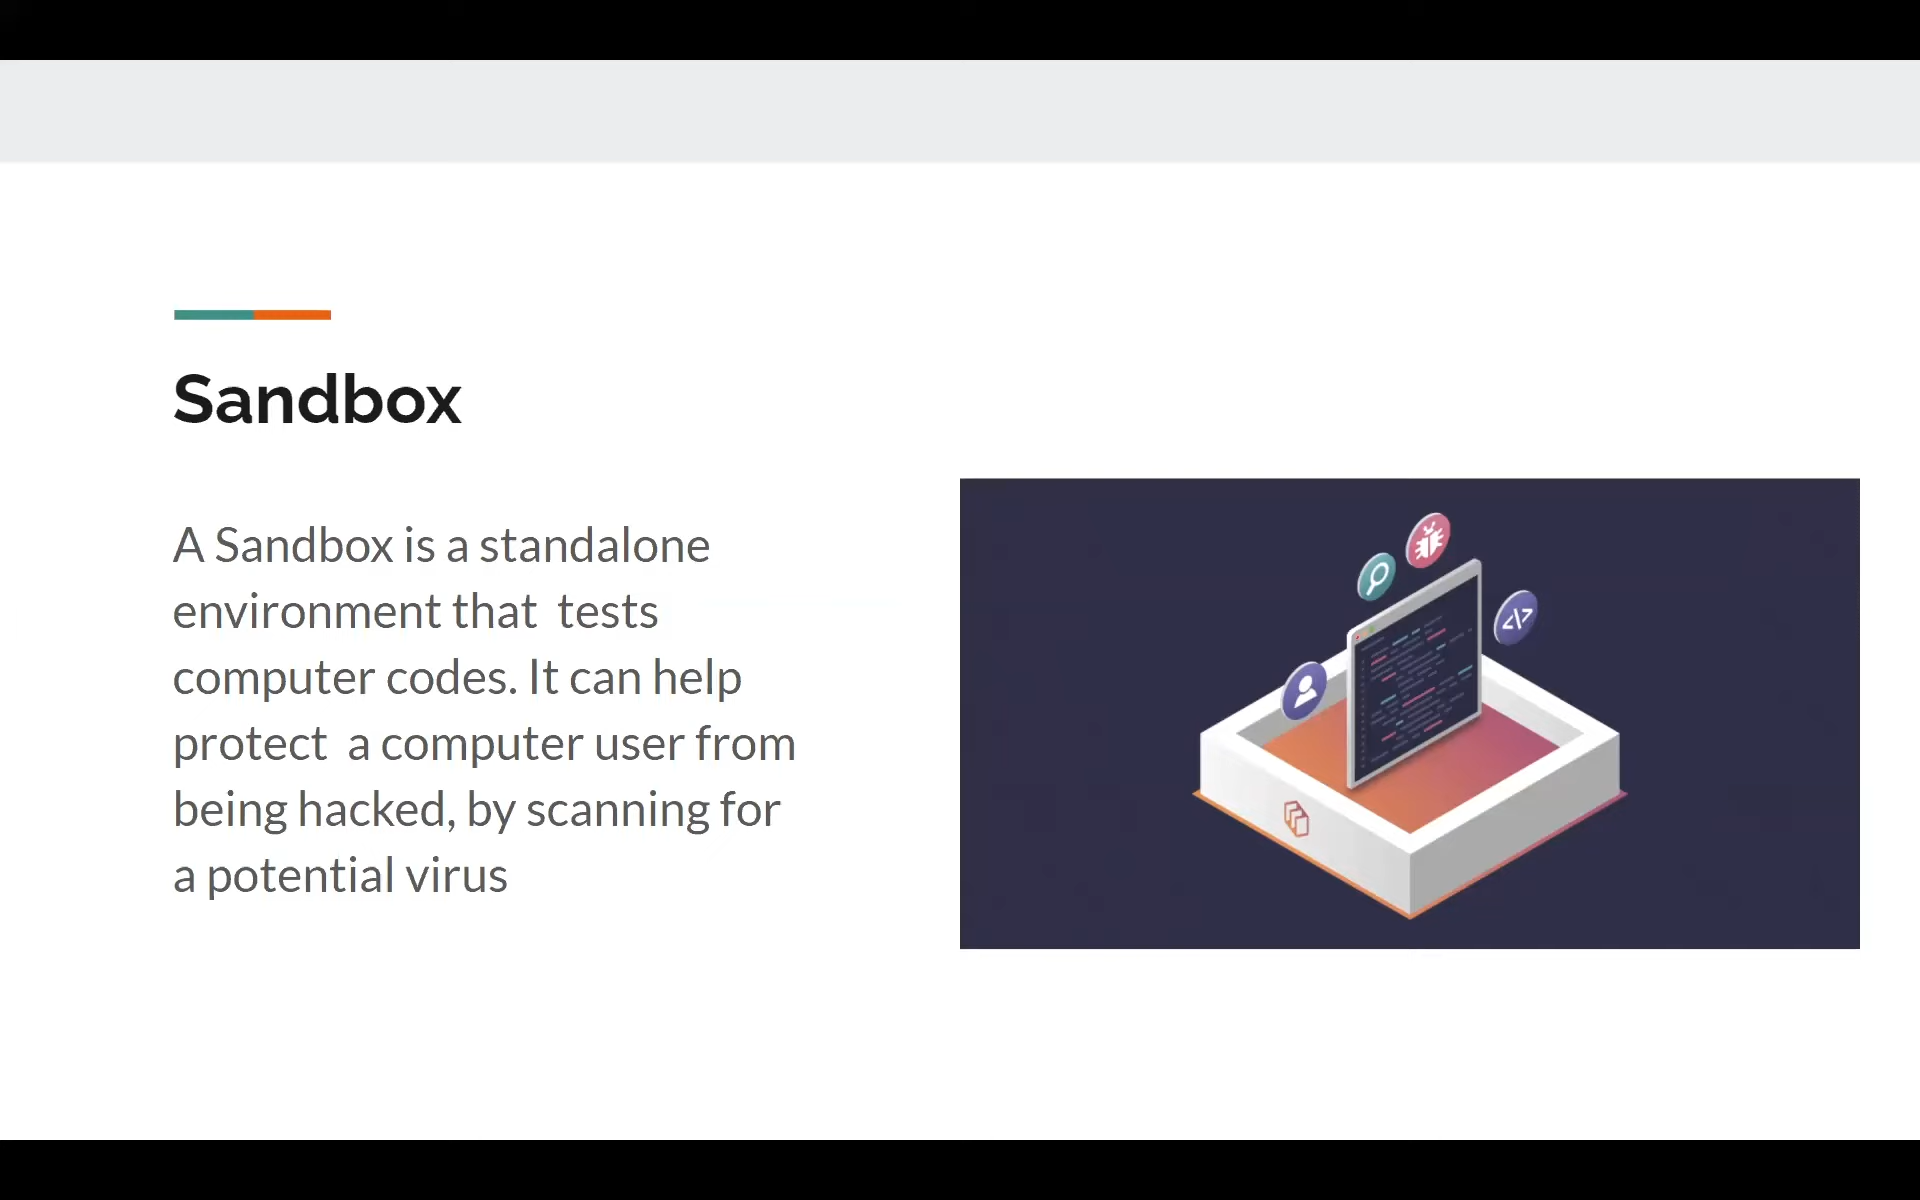 Sandbox
A Sandbox is a standalone
environment that  tests
computer codes. It can help
protect  a computer user from
being hacked, by scanning for
a potential virus